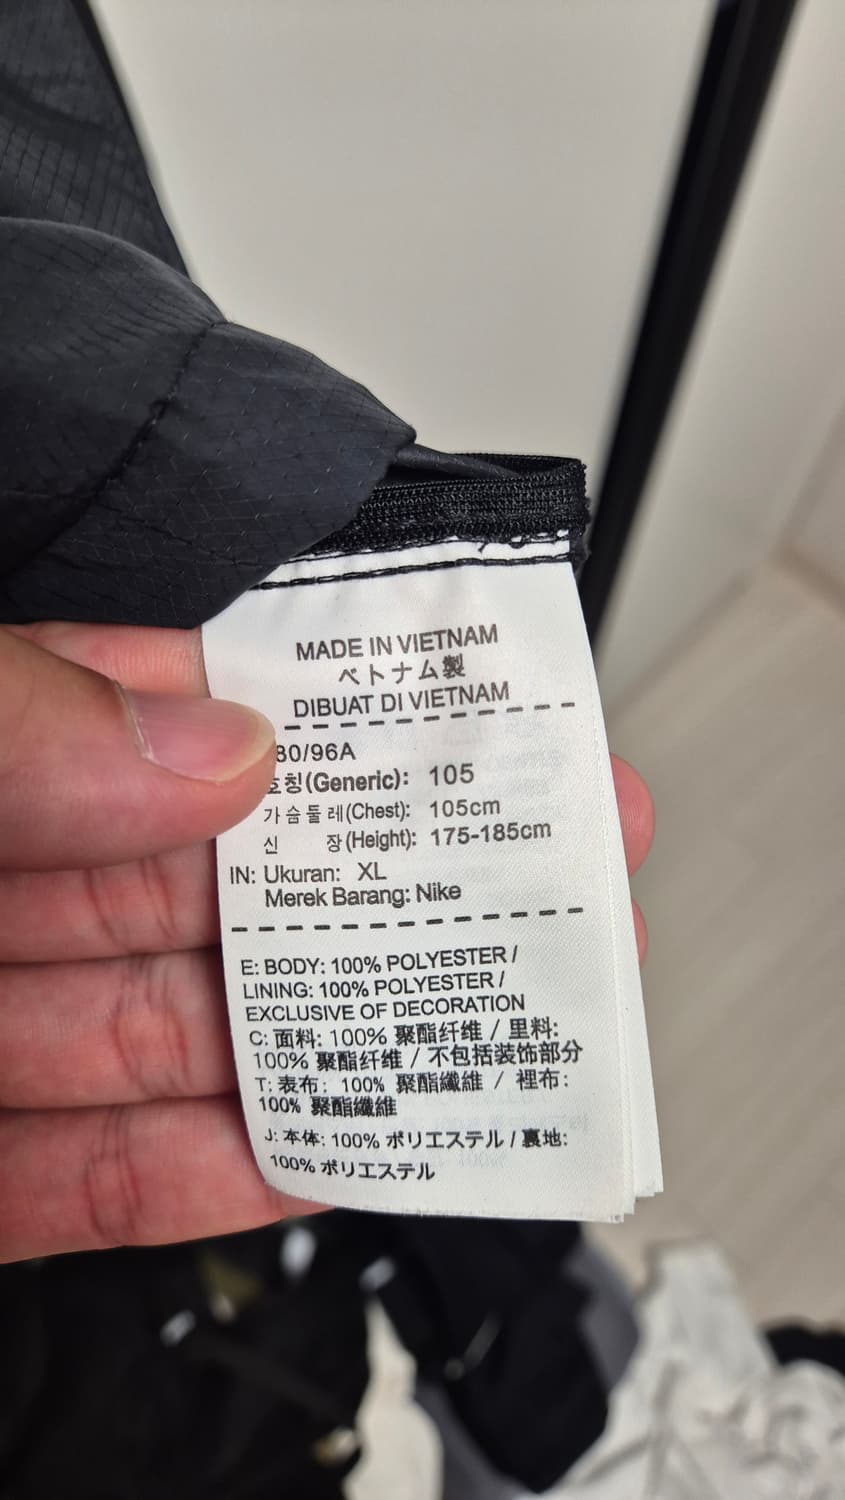 MADE IN VIETNAM
ベトナム製
DIBUAT DI VIETNAM
80/96A
호칭(Generic): 105
가슴둘레(Chest): 105cm
신 장(Height): 175-185cm
IN: Ukuran: XL
Merek Barang: Nike
E: BODY: 100% POLYESTER /
LINING: 100% POLYESTER /
EXCLUSIVE OF DECORATION
C: 面料: 100% 聚酯纤维 / 里料:
100% 聚酯纤维 / 不包括装饰部分
T: 表布: 100% 聚酯纖維 / 裡布:
100% 聚酯纖維
J: 本体: 100% ポリエステル / 裏地:
100% ポリエステル